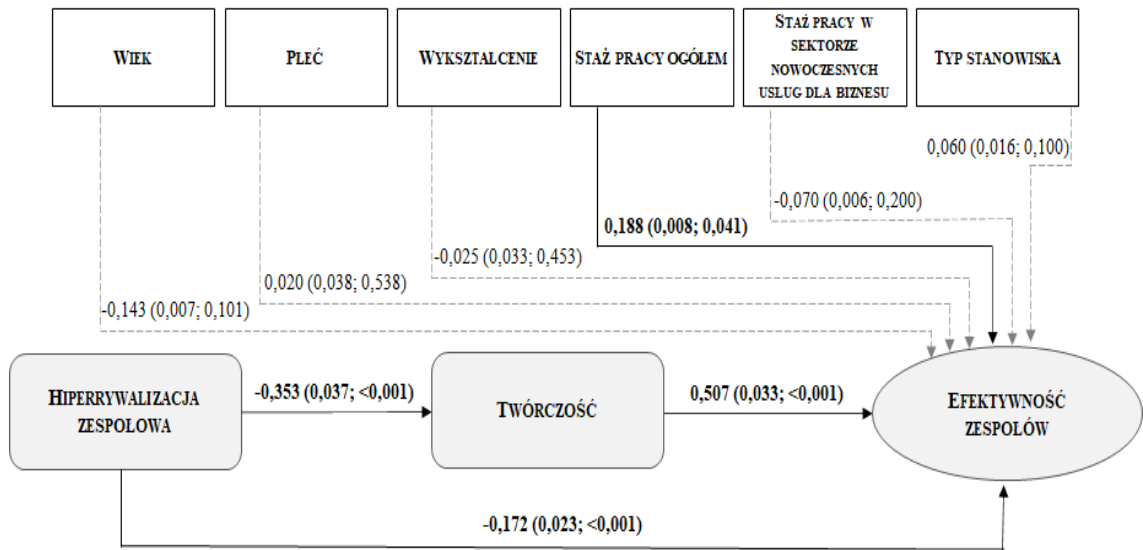 WIEK
PŁEĆ
WYKSZTAŁCENIE
STAŻ PRACY OGÓŁEM
STAŻ PRACY W
SEKTORZE
NOWOCZESNYCH
USŁUG DLA BIZNESU
TYP STANOWISKA
0,060 (0,016; 0,100)
-0,070 (0,006; 0,200)
0,188 (0,008; 0,041)
-0,025 (0,033; 0,453)
0,020 (0,038; 0,538)
-0,143 (0,007; 0,101)
HIPERRYWALIZACJA
ZESPOŁOWA
-0,353 (0,037; <0,001)
TWÓRCZOŚĆ
0,507 (0,033; <0,001)
EFEKTYWNOŚĆ
ZESPOŁÓW
-0,172 (0,023; <0,001)